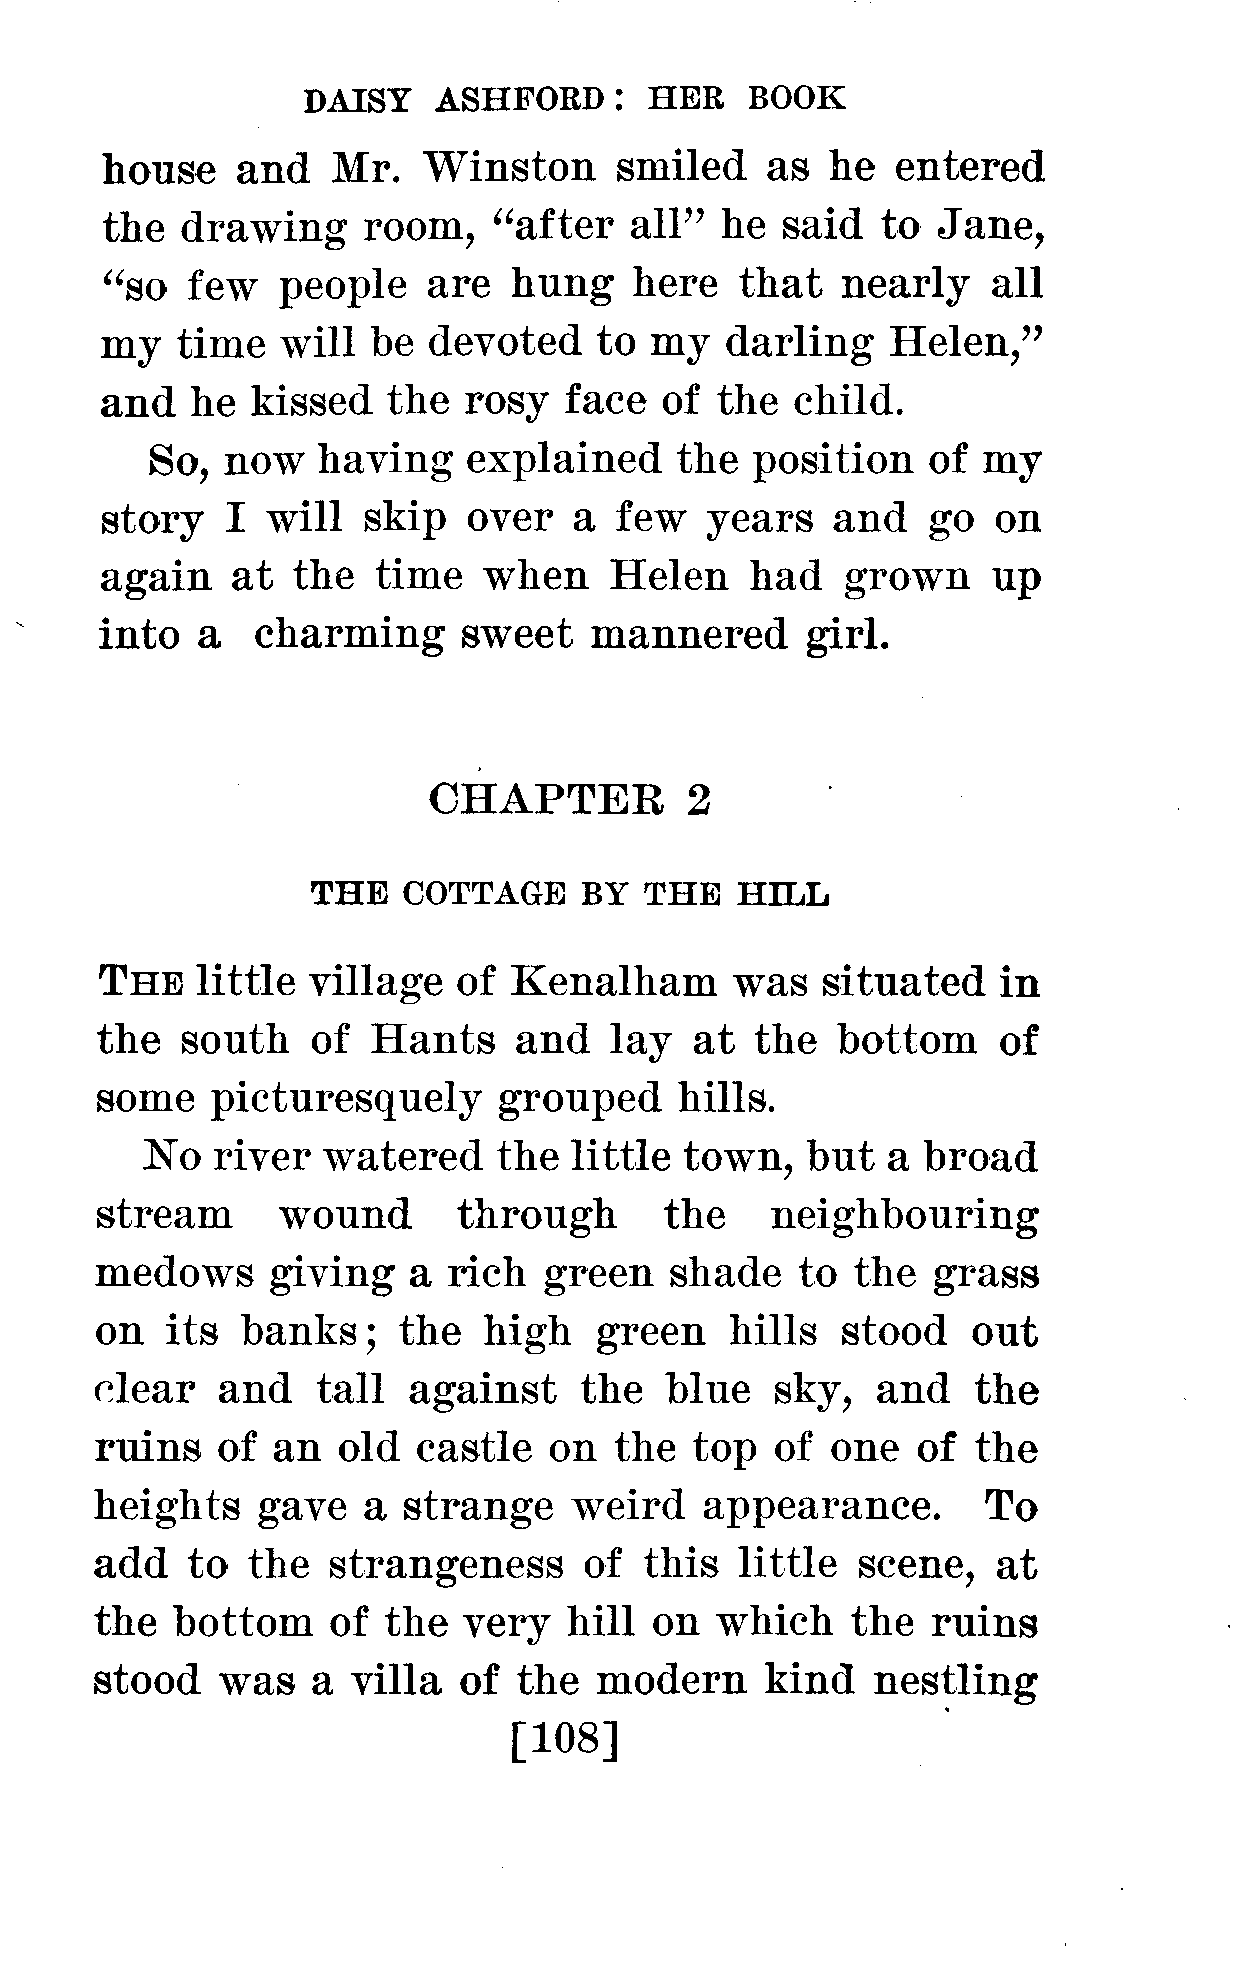 DAISY ASHFORD: HER BOOK
house and Mr. Winston smiled as he entered
the drawing room, “after all” he said to Jane,
“so few people are hung here that nearly all
my time will be devoted to my darling Helen,”
and he kissed the rosy face of the child.
So, now having explained the position of my
story I will skip over a few years and go on
again at the time when Helen had grown up
into a charming sweet mannered girl.
CHAPTER 2
THE COTTAGE BY THE HILL
THE little village of Kenalham was situated in
the south of Hants and lay at the bottom of
some picturesquely grouped hills.
No river watered the little town, but a broad
stream wound through the neighbouring
medows giving a rich green shade to the grass
on its banks; the high green hills stood out
clear and tall against the blue sky, and the
ruins of an old castle on the top of one of the
heights gave a strange weird appearance. To
add to the strangeness of this little scene, at
the bottom of the very hill on which the ruins
stood was a villa of the modern kind nestling
[108]